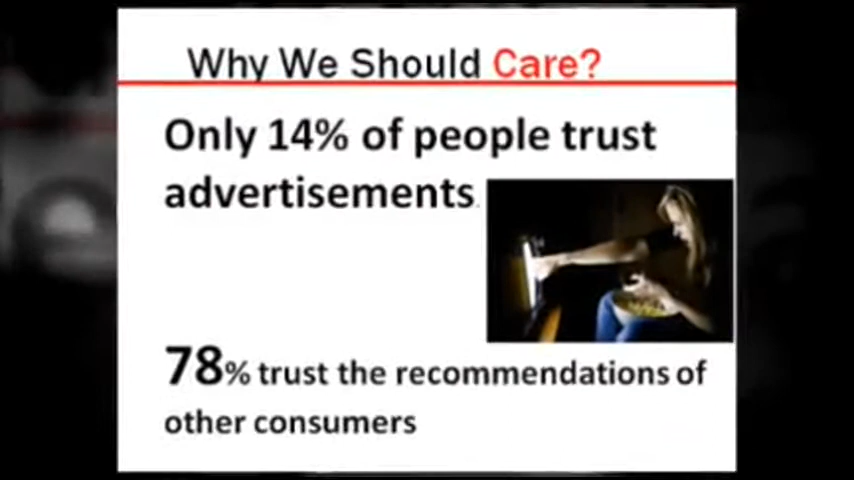 Why We Should Care?
Only 14% of people trust
advertisements.
78% trust the recommendations of
other consumers